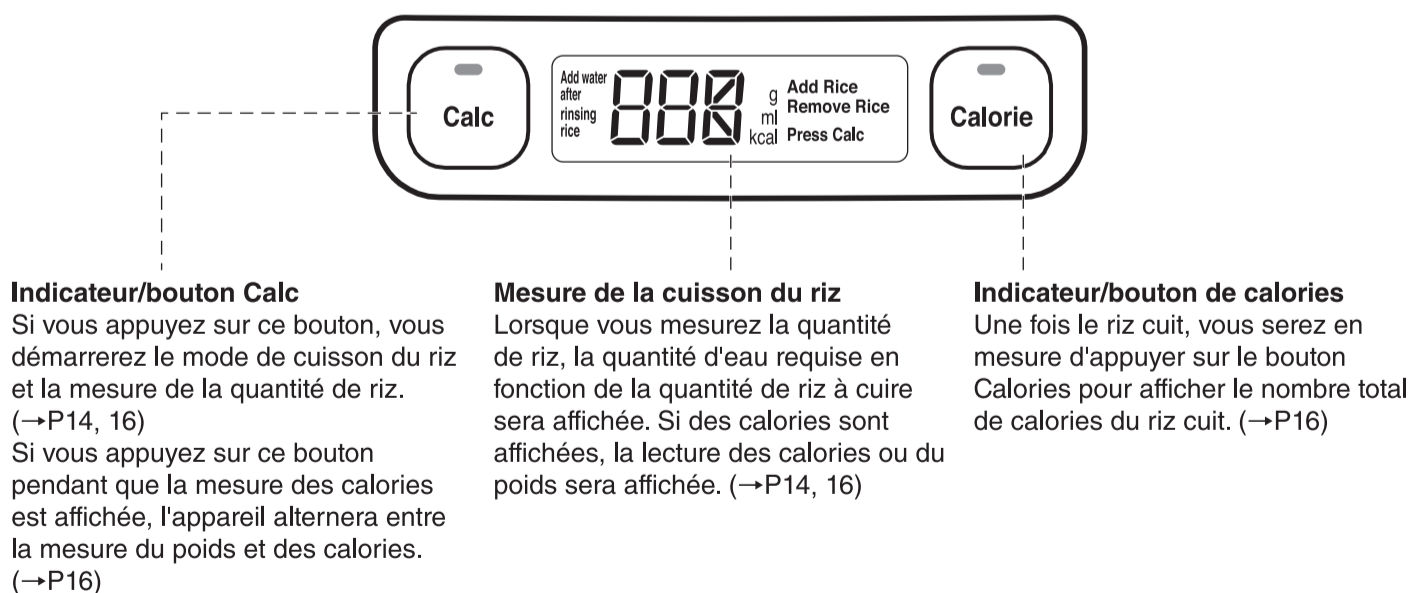 Calc
Add water
after
rinsing
rice
888
g
ml
kcal
Add Rice
Remove Rice
Press Calc
Calorie
Indicateur/bouton Calc
Si vous appuyez sur ce bouton, vous
démarrerez le mode de cuisson du riz
et la mesure de la quantité de riz.
(→P14, 16)
Si vous appuyez sur ce bouton
pendant que la mesure des calories
est affichée, l'appareil alternera entre
la mesure du poids et des calories.
(→P16)
Mesure de la cuisson du riz
Lorsque vous mesurez la quantité
de riz, la quantité d'eau requise en
fonction de la quantité de riz à cuire
sera affichée. Si des calories sont
affichées, la lecture des calories ou du
poids sera affichée. (→P14, 16)
Indicateur/bouton de calories
Une fois le riz cuit, vous serez en
mesure d'appuyer sur le bouton
Calories pour afficher le nombre total
de calories du riz cuit. (→P16)